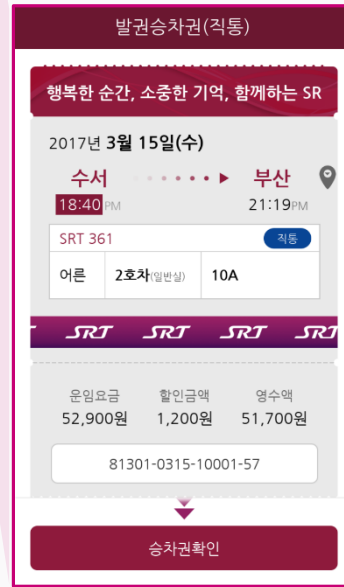 발권승차권(직통)
행복한 순간, 소중한 기억, 함께하는 SR
2017년 3월 15일(수)
수서 부산
18:40 PM 21:19PM
SRT 361 직통
어른 2호차(일반실) 10A
SRT SRT SRT SRT
운임요금 할인금액 영수액
52,900원 1,200원 51,700원
81301-0315-10001-57
승차권확인